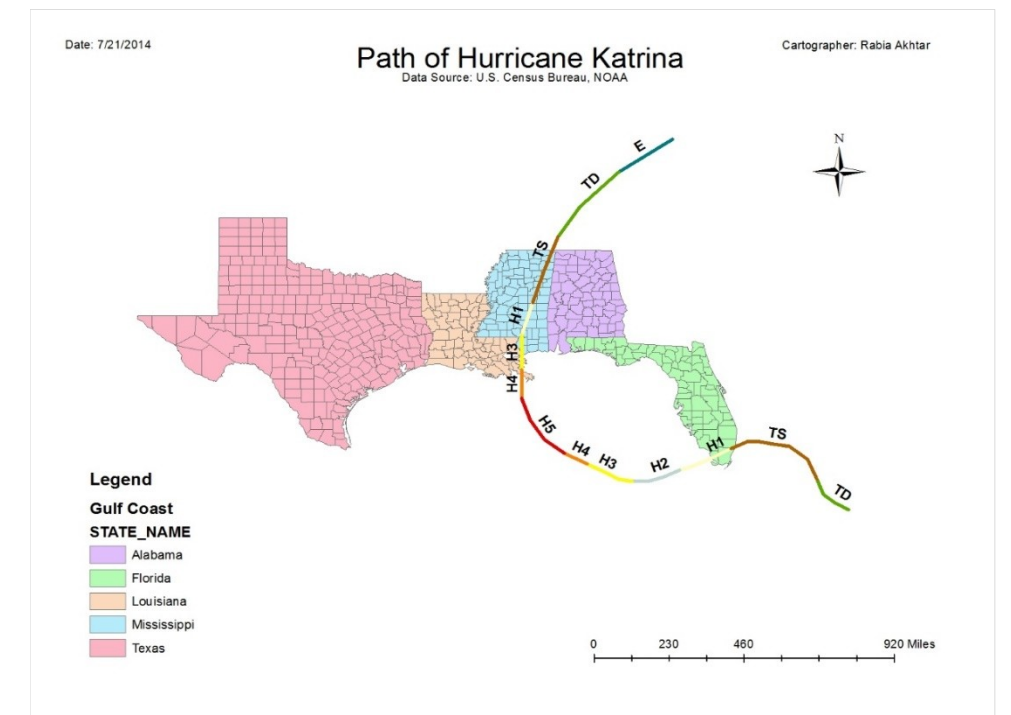 Date: 7/21/2014
Path of Hurricane Katrina
Cartographer: Rabia Akhtar
Data Source: U.S. Census Bureau, NOAA
N
E
TD
TS
H1
H3
H4
H5
H4
H3
H2
H1
TS
TD
Legend
Gulf Coast
STATE_NAME
Alabama
Florida
Louisiana
Mississippi
Texas
0 230 460 920 Miles